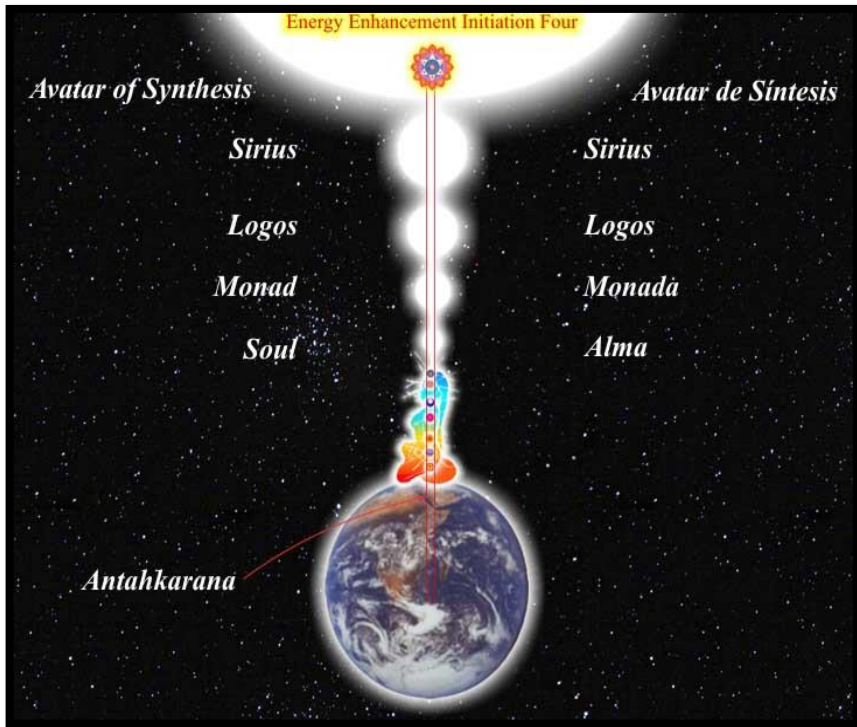 Energy Enhancement Initiation Four
Avatar of Synthesis
Avatar de Síntesis
Sirius
Sirius
Logos
Logos
Monad
Monada
Soul
Alma
Antahkarana